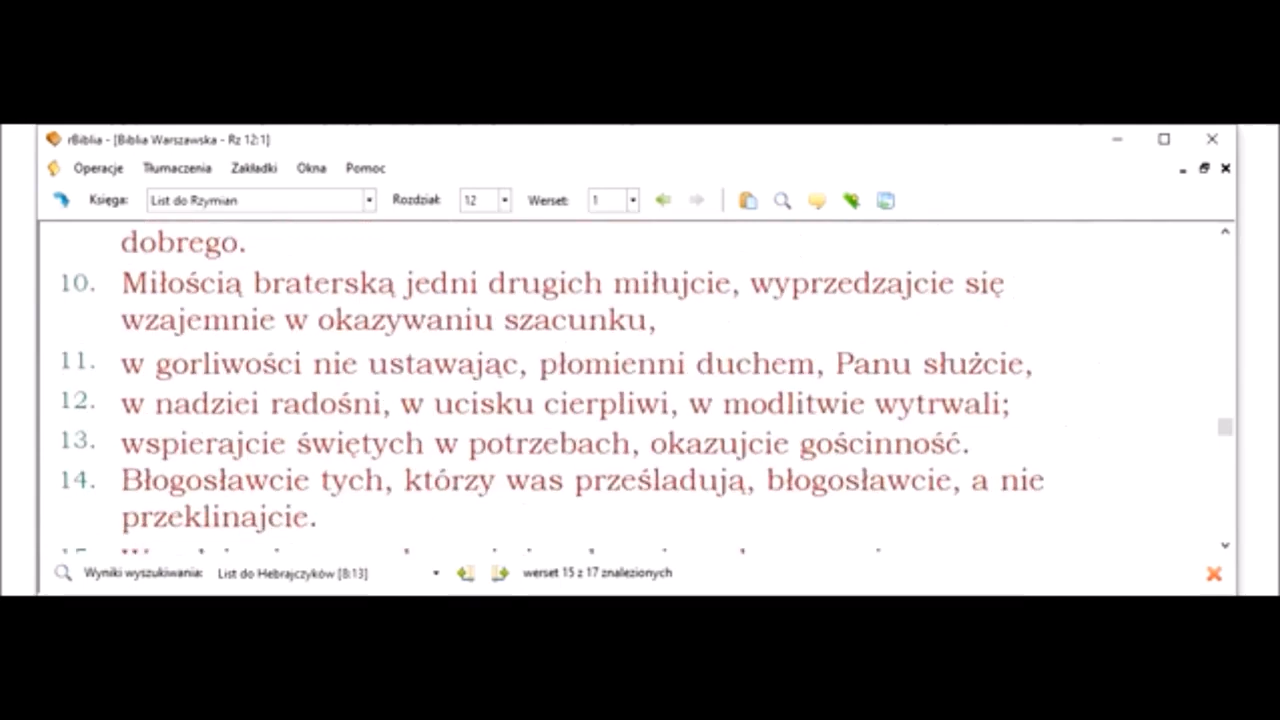 rBiblia - [Biblia Warszawska - Rz 12:1]
Operacje Tłumaczenia Zakładki Okna Pomoc
Księga: List do Rzymian Rozdział: 12 Werset: 1
dobrego.
10. Miłością braterską jedni drugich miłujcie, wyprzedzajcie się
wzajemnie w okazywaniu szacunku,
11. w gorliwości nie ustawając, płomienni duchem, Panu służcie,
12. w nadziei radośni, w ucisku cierpliwi, w modlitwie wytrwali;
13. wspierajcie świętych w potrzebach, okazujcie gościnność.
14. Błogosławcie tych, którzy was prześladują, błogosławcie, a nie
przeklinajcie.
Wyniki wyszukiwania: List do Hebrajczyków [8:13] werset 15 z 17 znalezionych